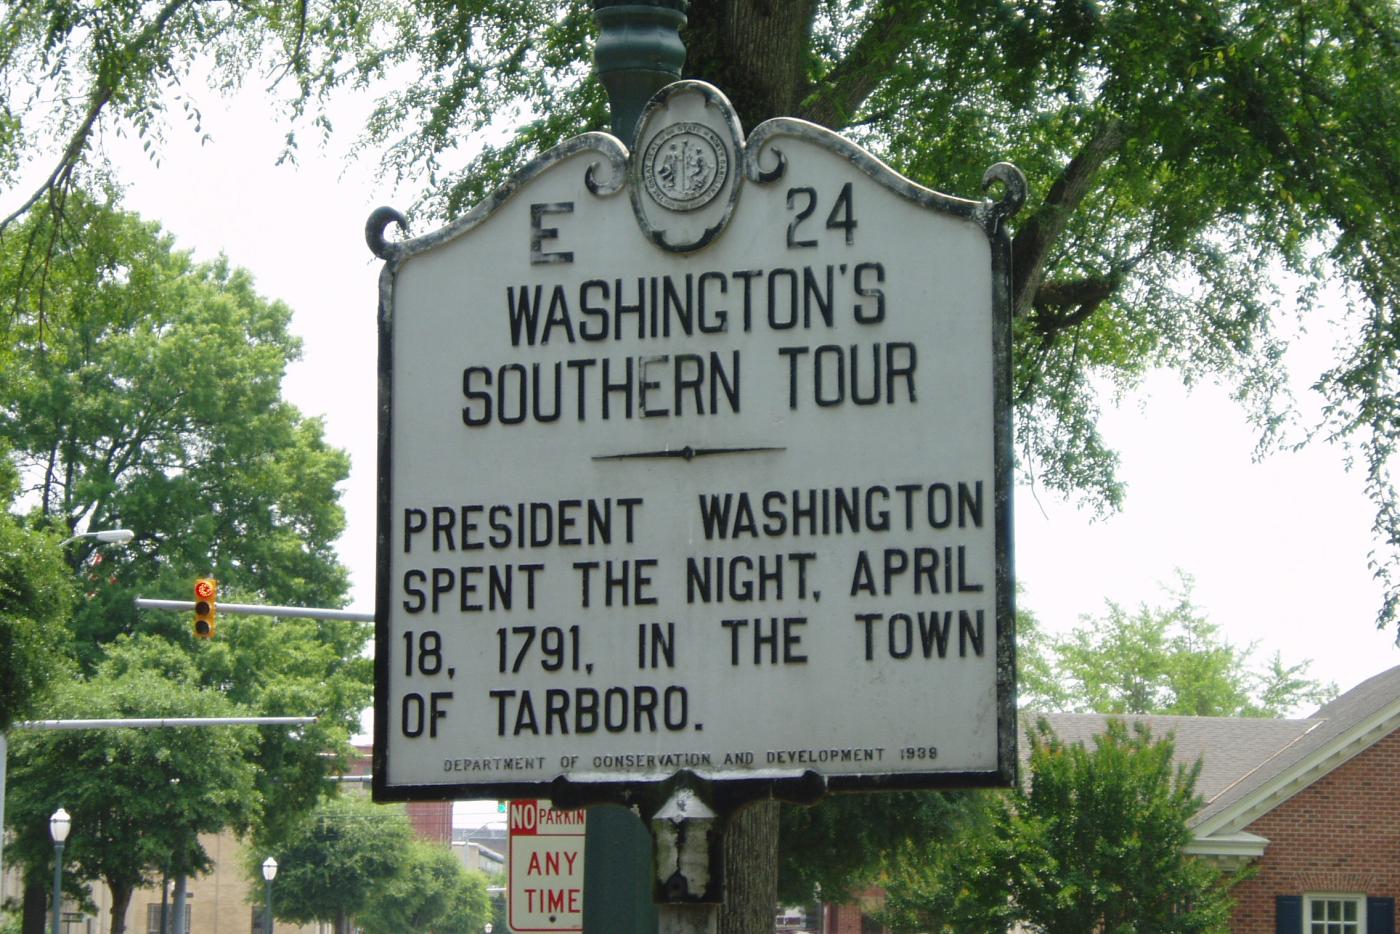 E 24
WASHINGTON'S
SOUTHERN TOUR
PRESIDENT WASHINGTON
SPENT THE NIGHT, APRIL
18, 1791, IN THE TOWN
OF TARBORO.
DEPARTMENT OF CONSERVATION AND DEVELOPMENT 1939
NO PARKIN
ANY
TIME